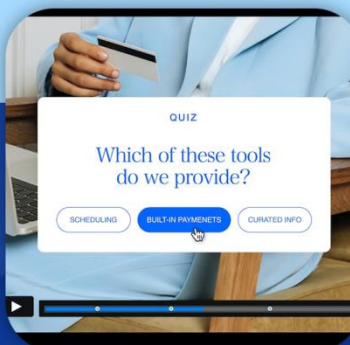 QUIZ
Which of these tools
do we provide?
SCHEDULING
BUILT-IN PAYMENETS
CURATED INFO